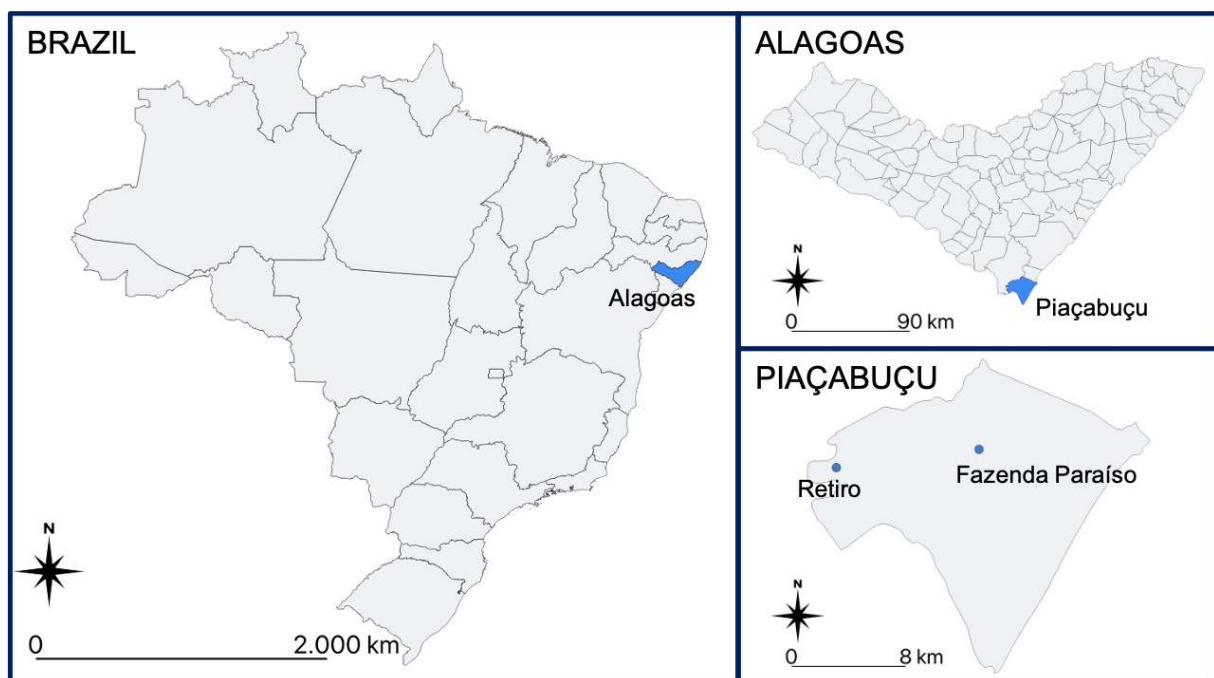 BRAZIL
Alagoas
N
0 2.000 km
ALAGOAS
N
0 90 km
Piaçabuçu
PIAÇABUÇU
Retiro
Fazenda Paraíso
N
0 8 km